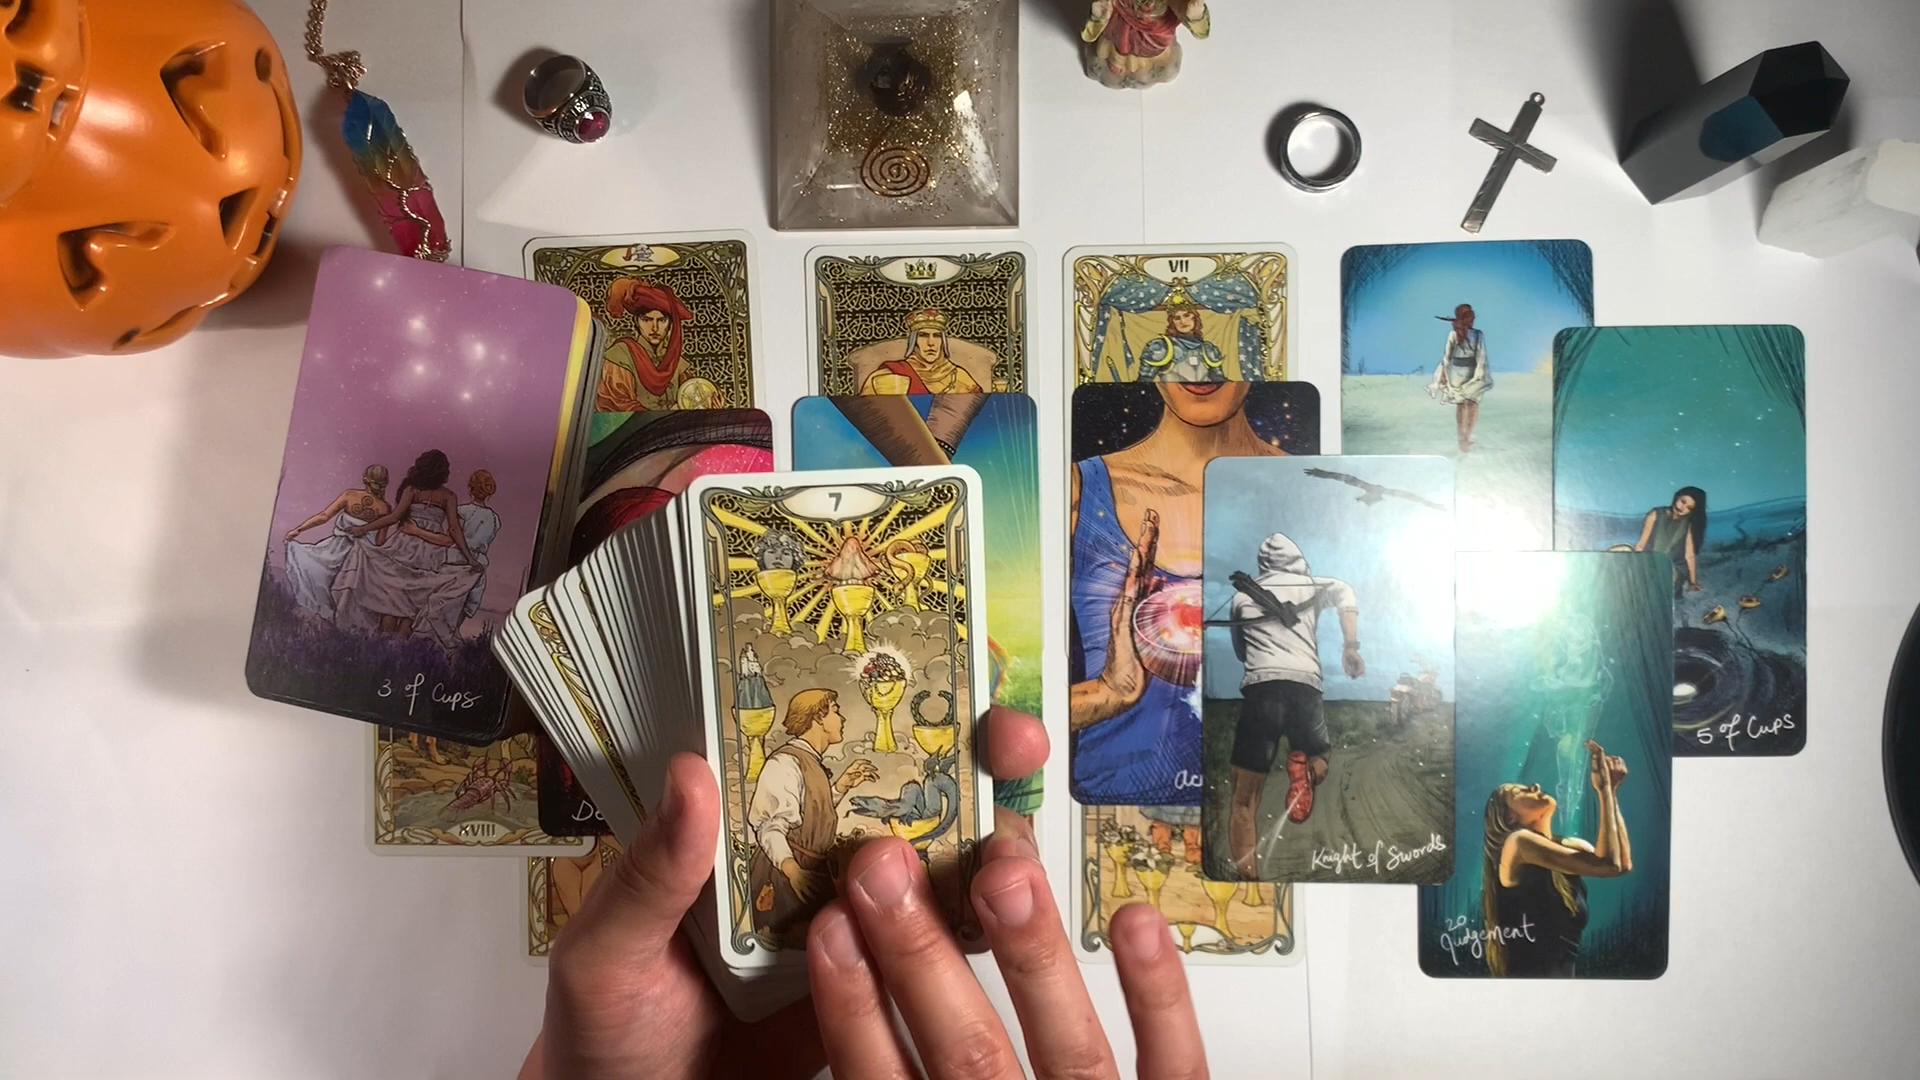 VII
7
3 of Cups
XVIII
Knight of Swords
5 of Cups
20
Judgement